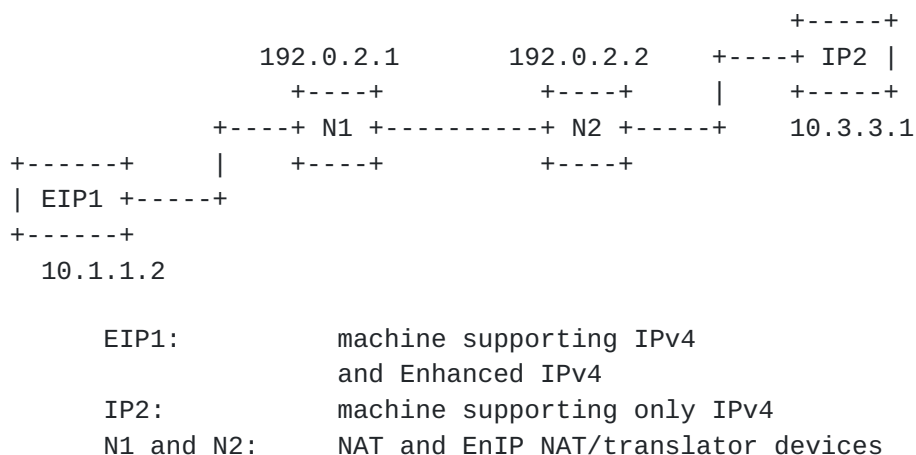 +-----+
192.0.2.1 192.0.2.2 +----+ IP2 |
+----+ +----+ | +-----+
+----+ N1 +----------+ N2 +-----+ 10.3.3.1
+------+ | +----+ +----+
| EIP1 +-----+
+------+
10.1.1.2
EIP1: machine supporting IPv4
and Enhanced IPv4
IP2: machine supporting only IPv4
N1 and N2: NAT and EnIP NAT/translator devices